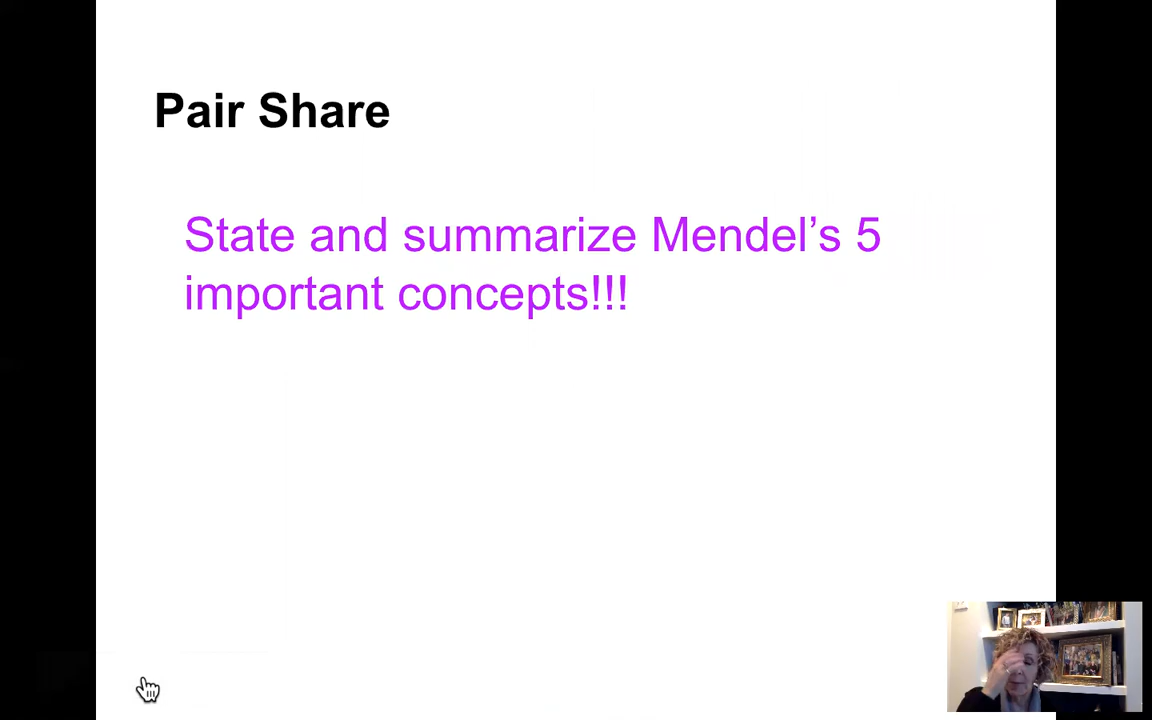 Pair Share
State and summarize Mendel’s 5
important concepts!!!